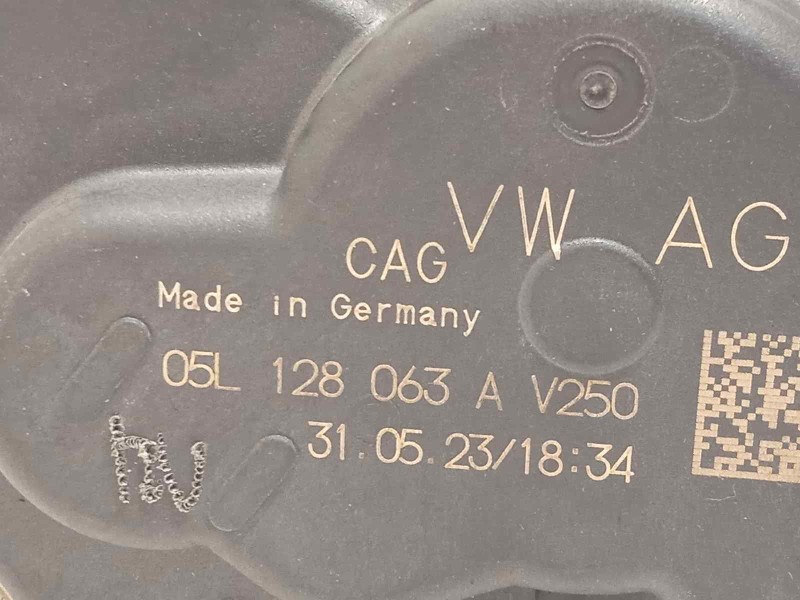 VW AG
CAG
Made in Germany
05L 128 063 A V250
31.05.23/18:34